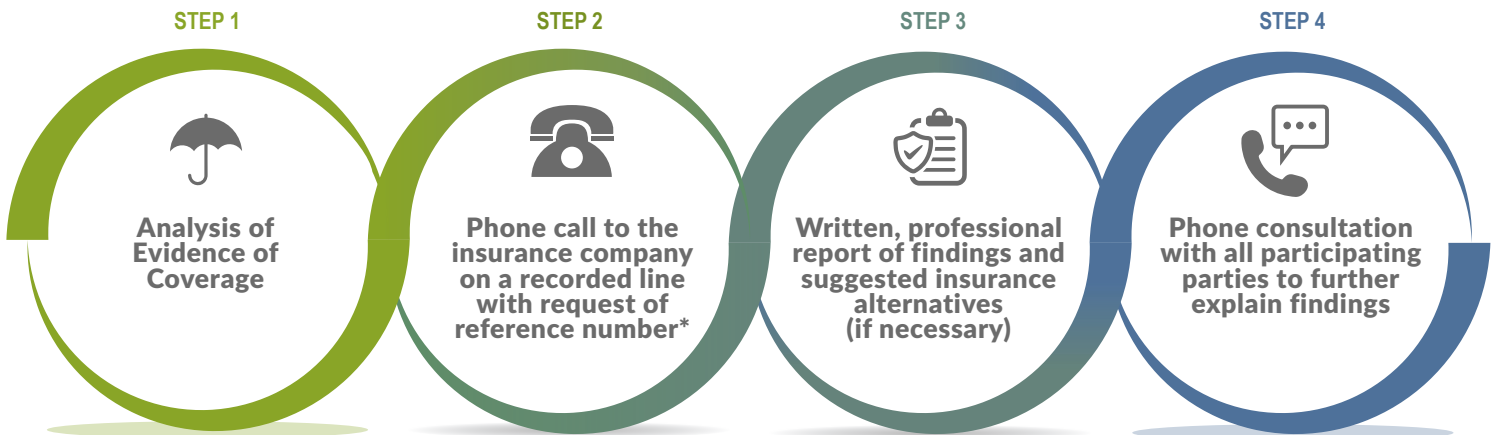 STEP 1
Analysis of
Evidence of
Coverage
STEP 2
Phone call to the
insurance company
on a recorded line
with request of
reference number*
STEP 3
Written, professional
report of findings and
suggested insurance
alternatives
(if necessary)
STEP 4
Phone consultation
with all participating
parties to further
explain findings